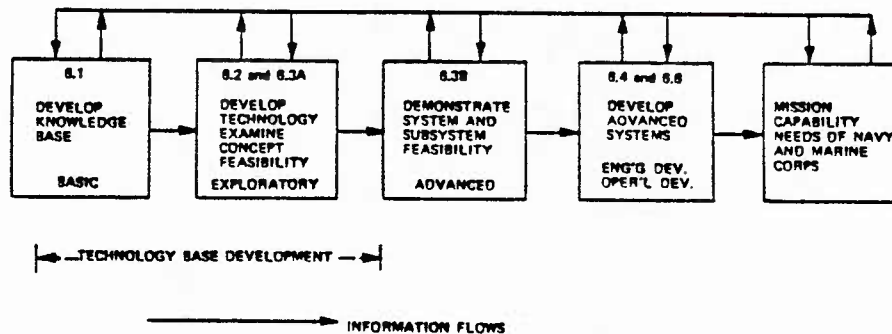 6.1
DEVELOP
KNOWLEDGE
BASE
BASIC
6.2 and 6.3A
DEVELOP
TECHNOLOGY
EXAMINE
CONCEPT
FEASIBILITY
EXPLORATORY
6.3B
DEMONSTRATE
SYSTEM AND
SUBSYSTEM
FEASIBILITY
ADVANCED
6.4 and 6.6
DEVELOP
ADVANCED
SYSTEMS
ENG'G DEV.
OPER'L DEV.
MISSION
CAPABILITY
NEEDS OF NAVY
AND MARINE
CORPS
TECHNOLOGY BASE DEVELOPMENT
INFORMATION FLOWS